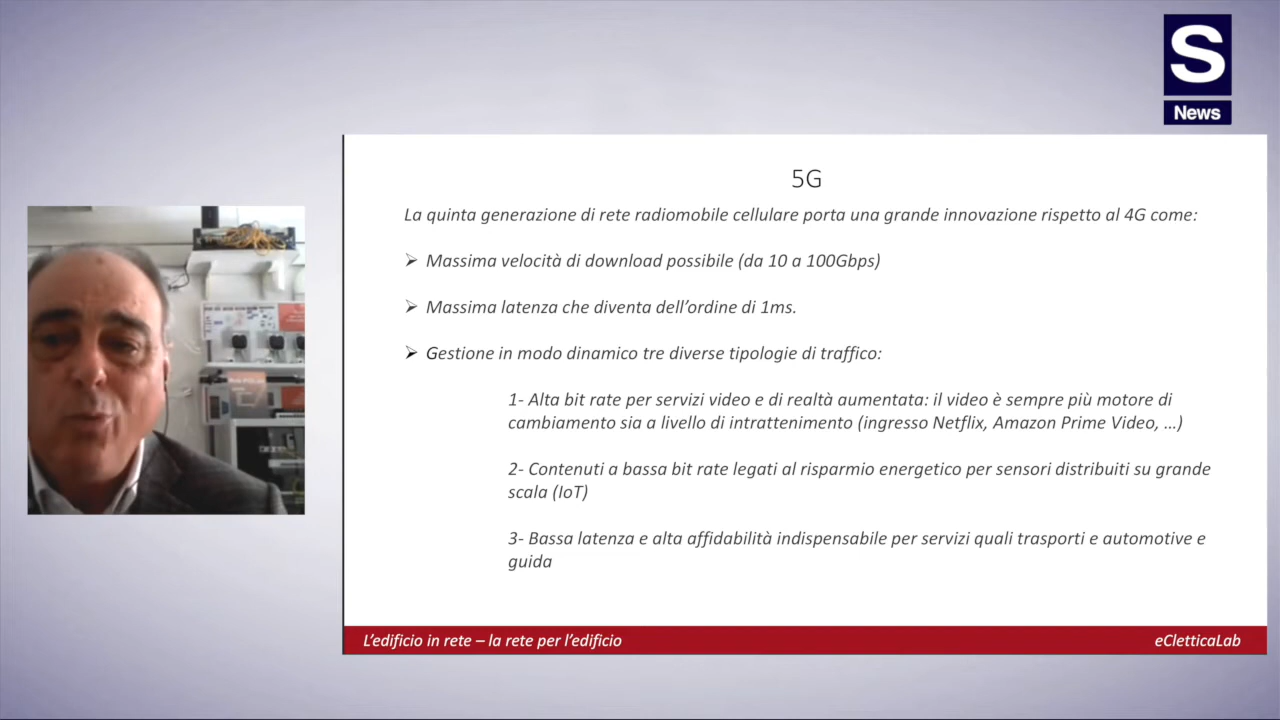 S
News
5G
La quinta generazione di rete radiomobile cellulare porta una grande innovazione rispetto al 4G come:
Massima velocità di download possibile (da 10 a 100Gbps)
Massima latenza che diventa dell’ordine di 1ms.
Gestione in modo dinamico tre diverse tipologie di traffico:
1- Alta bit rate per servizi video e di realtà aumentata: il video è sempre più motore di
cambiamento sia a livello di intrattenimento (ingresso Netflix, Amazon Prime Video, …)
2- Contenuti a bassa bit rate legati al risparmio energetico per sensori distribuiti su grande
scala (IoT)
3- Bassa latenza e alta affidabilità indispensabile per servizi quali trasporti e automotive e
guida
L’edificio in rete – la rete per l’edificio
eCletticaLab